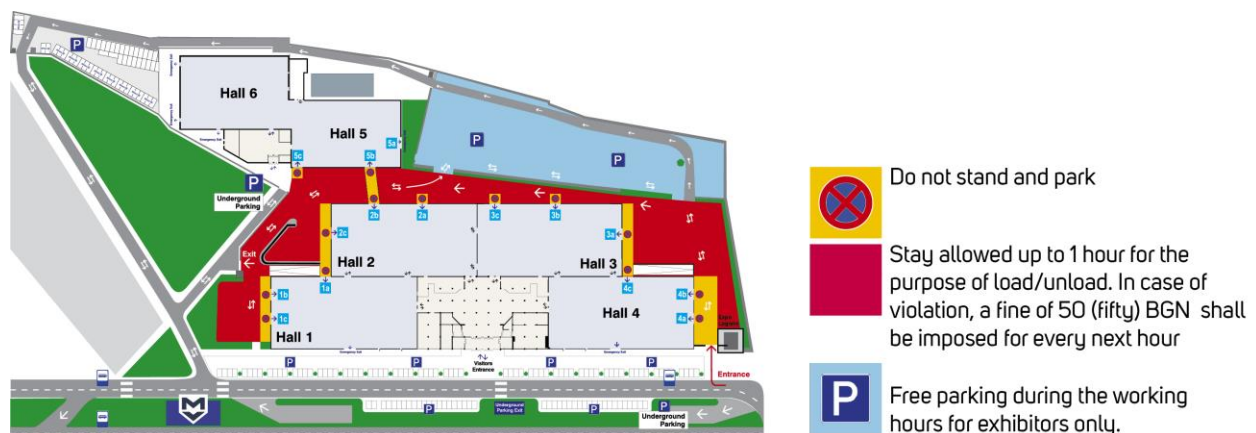 P
Hall 6
Hall 5
5a
P
P
5c
5b
P
Underground
Parking
2b
2a
3c
3b
2c
3a
Exit
Hall 2
Hall 3
1a
4c
1b
4b
1c
4a
Hall 1
Hall 4
Emergency Exit
Emergency Exit
Visitors
Entrance
Entrance
P
P
P
P
Underground
Parking Exit
P
P
P
Underground
Parking
Do not stand and park
Stay allowed up to 1 hour for the
purpose of load/unload. In case of
violation, a fine of 50 (fifty) BGN shall
be imposed for every next hour
P
Free parking during the working
hours for exhibitors only.